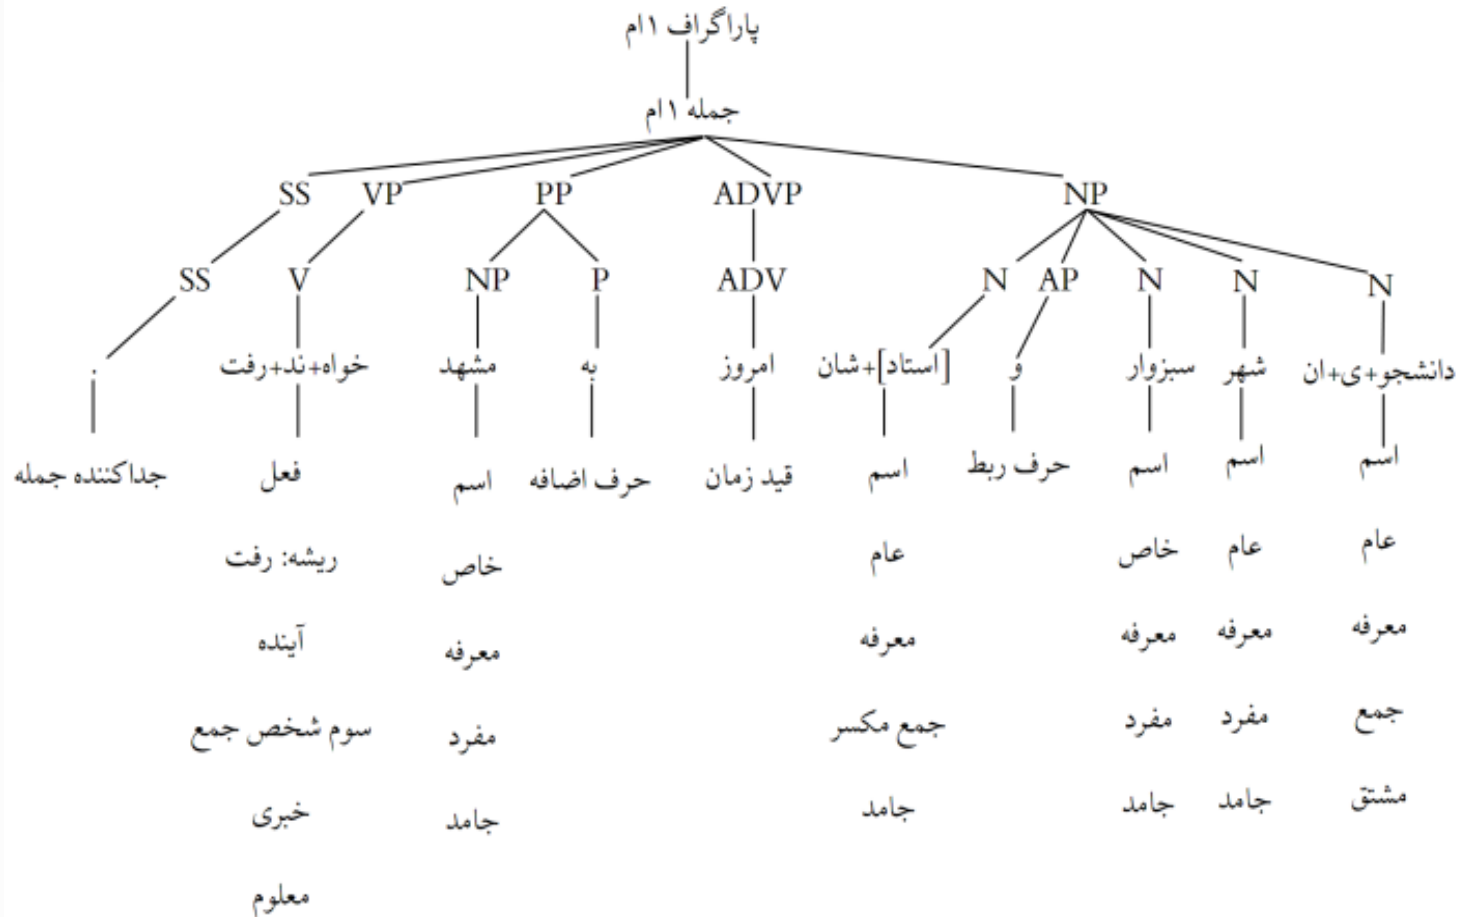 پاراگراف ۱ام
جمله ۱ام
NP ADVP PP VP SS
N N N AP N ADV P NP V SS
دانشجو+ی+ان شهر سبزوار و [استاد]+شان امروز به مشهد خواه+ند+رفت .
اسم اسم اسم حرف ربط اسم قید زمان حرف اضافه اسم فعل جداکننده جمله
عام عام خاص عام خاص ریشه: رفت
معرفه معرفه معرفه معرفه معرفه آینده
جمع مفرد مفرد جمع مکسر مفرد سوم شخص جمع
مشتق جامد جامد جامد جامد خبری
معلوم